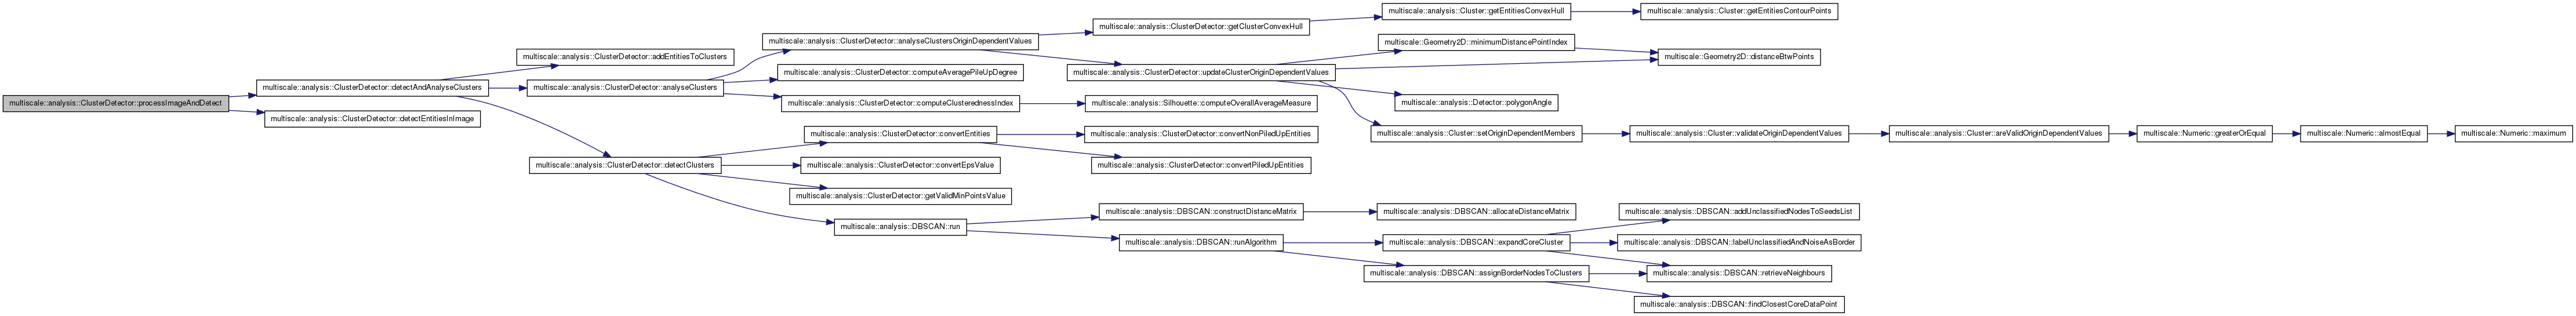 multiscale::analysis::ClusterDetector::processImageAndDetect
multiscale::analysis::ClusterDetector::detectAndAnalyseClusters
multiscale::analysis::ClusterDetector::detectEntitiesInImage
multiscale::analysis::ClusterDetector::addEntitiesToClusters
multiscale::analysis::ClusterDetector::analyseClusters
multiscale::analysis::ClusterDetector::detectClusters
multiscale::analysis::ClusterDetector::analyseClustersOriginDependentValues
multiscale::analysis::ClusterDetector::computeAveragePileUpDegree
multiscale::analysis::ClusterDetector::computeClusterednessIndex
multiscale::analysis::ClusterDetector::convertEntities
multiscale::analysis::ClusterDetector::convertEpsValue
multiscale::analysis::ClusterDetector::getValidMinPointsValue
multiscale::analysis::DBSCAN::run
multiscale::analysis::ClusterDetector::getClusterConvexHull
multiscale::analysis::ClusterDetector::updateClusterOriginDependentValues
multiscale::analysis::Silhouette::computeOverallAverageMeasure
multiscale::analysis::ClusterDetector::convertNonPiledUpEntities
multiscale::analysis::ClusterDetector::convertPiledUpEntities
multiscale::analysis::DBSCAN::constructDistanceMatrix
multiscale::analysis::DBSCAN::runAlgorithm
multiscale::analysis::Cluster::getEntitiesConvexHull
multiscale::Geometry2D::minimumDistancePointIndex
multiscale::analysis::Detector::polygonAngle
multiscale::analysis::Cluster::setOriginDependentMembers
multiscale::analysis::DBSCAN::allocateDistanceMatrix
multiscale::analysis::DBSCAN::expandCoreCluster
multiscale::analysis::DBSCAN::assignBorderNodesToClusters
multiscale::analysis::Cluster::getEntitiesContourPoints
multiscale::Geometry2D::distanceBtwPoints
multiscale::analysis::Cluster::validateOriginDependentValues
multiscale::analysis::DBSCAN::addUnclassifiedNodesToSeedsList
multiscale::analysis::DBSCAN::labelUnclassifiedAndNoiseAsBorder
multiscale::analysis::DBSCAN::retrieveNeighbours
multiscale::analysis::DBSCAN::findClosestCoreDataPoint
multiscale::analysis::Cluster::areValidOriginDependentValues
multiscale::Numeric::greaterOrEqual
multiscale::Numeric::almostEqual
multiscale::Numeric::maximum